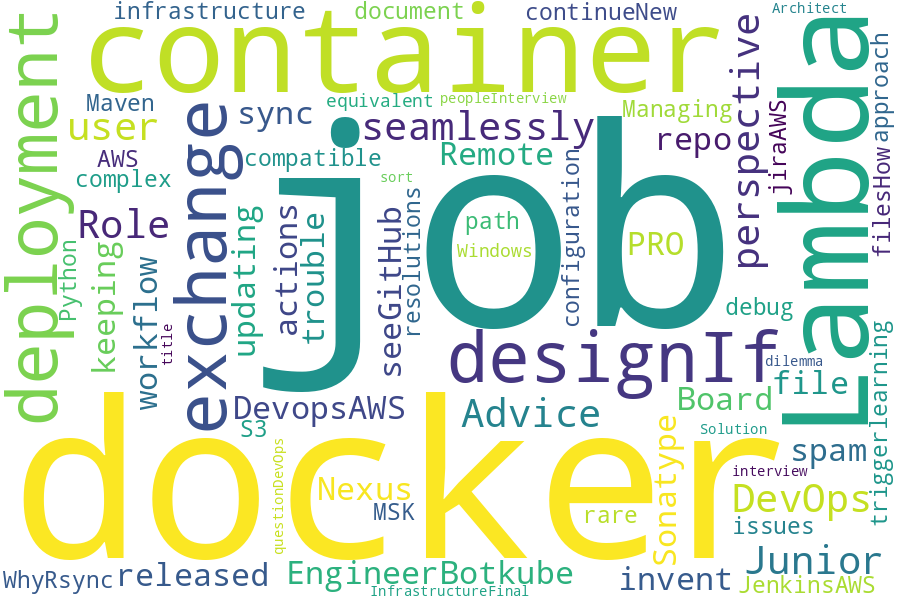 infrastructure
document
continueNew
Architect
container
deployment
Maven
equivalent
peopleInterview
Managing
perspective
Lambda
approach
user
exchange
sync
seamlessly
repo
jiraAWS
AWS
compatible
Remote
complex
sort
job
configuration
filesHow
Role
updating
actions
trouble
seeGitHub
resolutions
path
Windows
PRO
Python
keeping
workflow
title
debug
designIf
dilemma
file
triggerlearning
DevopsAWS
Advice
Board
S3
Solution
docker
questionDevOps
Nexus
MSK
Sonatype
rare
spam
interview
DevOps
issues
WhyRsync
released
EngineerBotkube
InfrastructureFinal
invent
Junior
JenkinsAWS